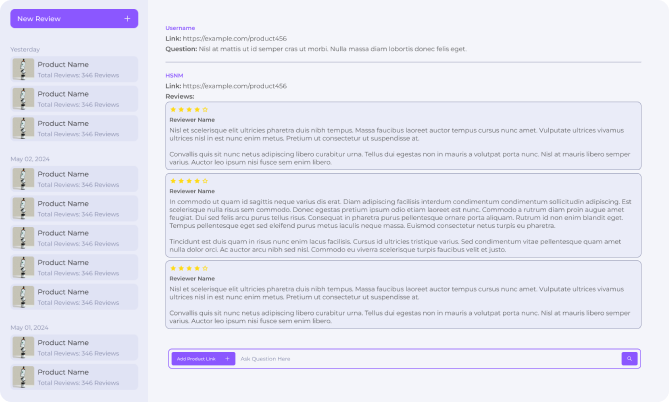 New Review +
Yesterday
Product Name
Total Reviews: 346 Reviews
Product Name
Total Reviews: 346 Reviews
Product Name
Total Reviews: 346 Reviews
May 02, 2024
Product Name
Total Reviews: 346 Reviews
Product Name
Total Reviews: 346 Reviews
Product Name
Total Reviews: 346 Reviews
Product Name
Total Reviews: 346 Reviews
Product Name
Total Reviews: 346 Reviews
May 01, 2024
Product Name
Total Reviews: 346 Reviews
Product Name
Total Reviews: 346 Reviews
Username
Link: https://example.com/product456
Question: Nisl at mattis ut id semper cras ut morbi. Nulla massa diam lobortis donec felis eget.
HSNM
Link: https://example.com/product456
Reviews:
Reviewer Name
Nisl et scelerisque elit ultricies pharetra duis nibh tempus. Massa faucibus laoreet auctor tempus cursus nunc amet. Vulputate ultrices vivamus
ultrices nisl in est nunc enim metus. Pretium ut consectetur ut suspendisse at.
Convallis quis sit nunc netus adipiscing libero curabitur urna. Tellus dui egestas non in mauris a volutpat porta nunc. Nisl at mauris libero semper
varius. Auctor leo ipsum nisi fusce sem enim libero.
Reviewer Name
In commodo ut quam id sagittis neque varius dis erat. Diam adipiscing facilisis interdum condimentum condimentum sollicitudin adipiscing. Est
scelerisque nulla risus sem commodo. Donec egestas pretium ipsum odio etiam laoreet est nunc. Commodo a rutrum diam proin augue amet
feugiat. Dui sed felis arcu purus tellus risus. Consequat in pharetra purus pellentesque ornare porta aliquam. Rutrum id non enim blandit eget.
Tempus pellentesque eget sed eleifend purus metus iaculis neque massa. Euismod consectetur netus turpis eu pharetra.
Tincidunt est duis quam in risus nunc enim lacus facilisis. Cursus id ultricies tristique varius. Sed condimentum vitae pellentesque quam amet
nulla dolor orci. Ac auctor arcu nibh sed nisl. Commodo eu viverra scelerisque turpis faucibus velit et justo.
Reviewer Name
Nisl et scelerisque elit ultricies pharetra duis nibh tempus. Massa faucibus laoreet auctor tempus cursus nunc amet. Vulputate ultrices vivamus
ultrices nisl in est nunc enim metus. Pretium ut consectetur ut suspendisse at.
Convallis quis sit nunc netus adipiscing libero curabitur urna. Tellus dui egestas non in mauris a volutpat porta nunc. Nisl at mauris libero semper
varius. Auctor leo ipsum nisi fusce sem enim libero.
Add Product Link + Ask Question Here